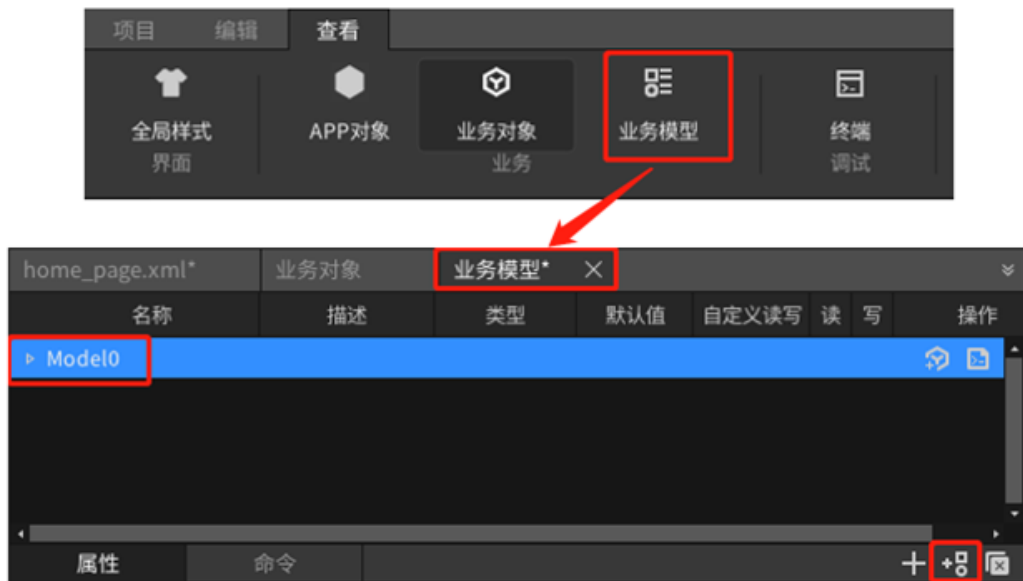 项目 编辑 查看
全局样式 APP对象 业务对象 业务模型 终端
界面 业务 调试
home_page.xml* 业务对象 业务模型*
名称 描述 类型 默认值 自定义读写 读 写 操作
Model0
属性 命令